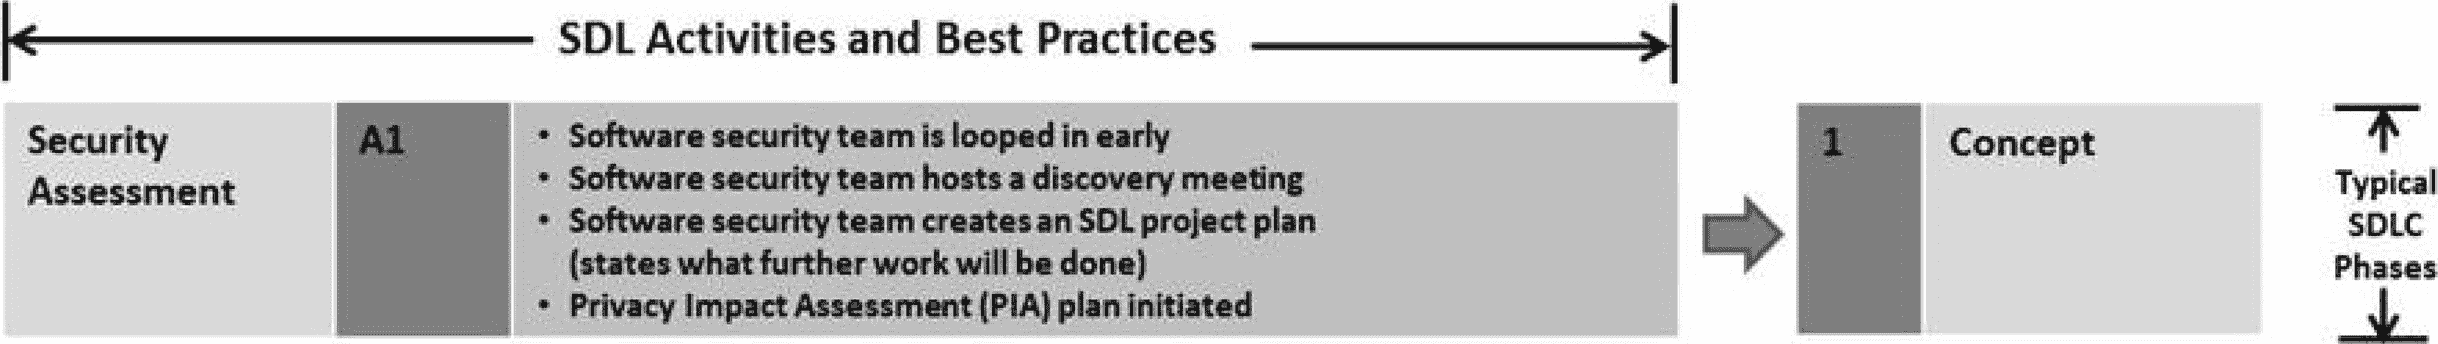 SDL Activities and Best Practices
Security
Assessment
A1
• Software security team is looped in early
• Software security team hosts a discovery meeting
• Software security team creates an SDL project plan
(states what further work will be done)
• Privacy Impact Assessment (PIA) plan initiated
1
Concept
Typical
SDLC
Phases